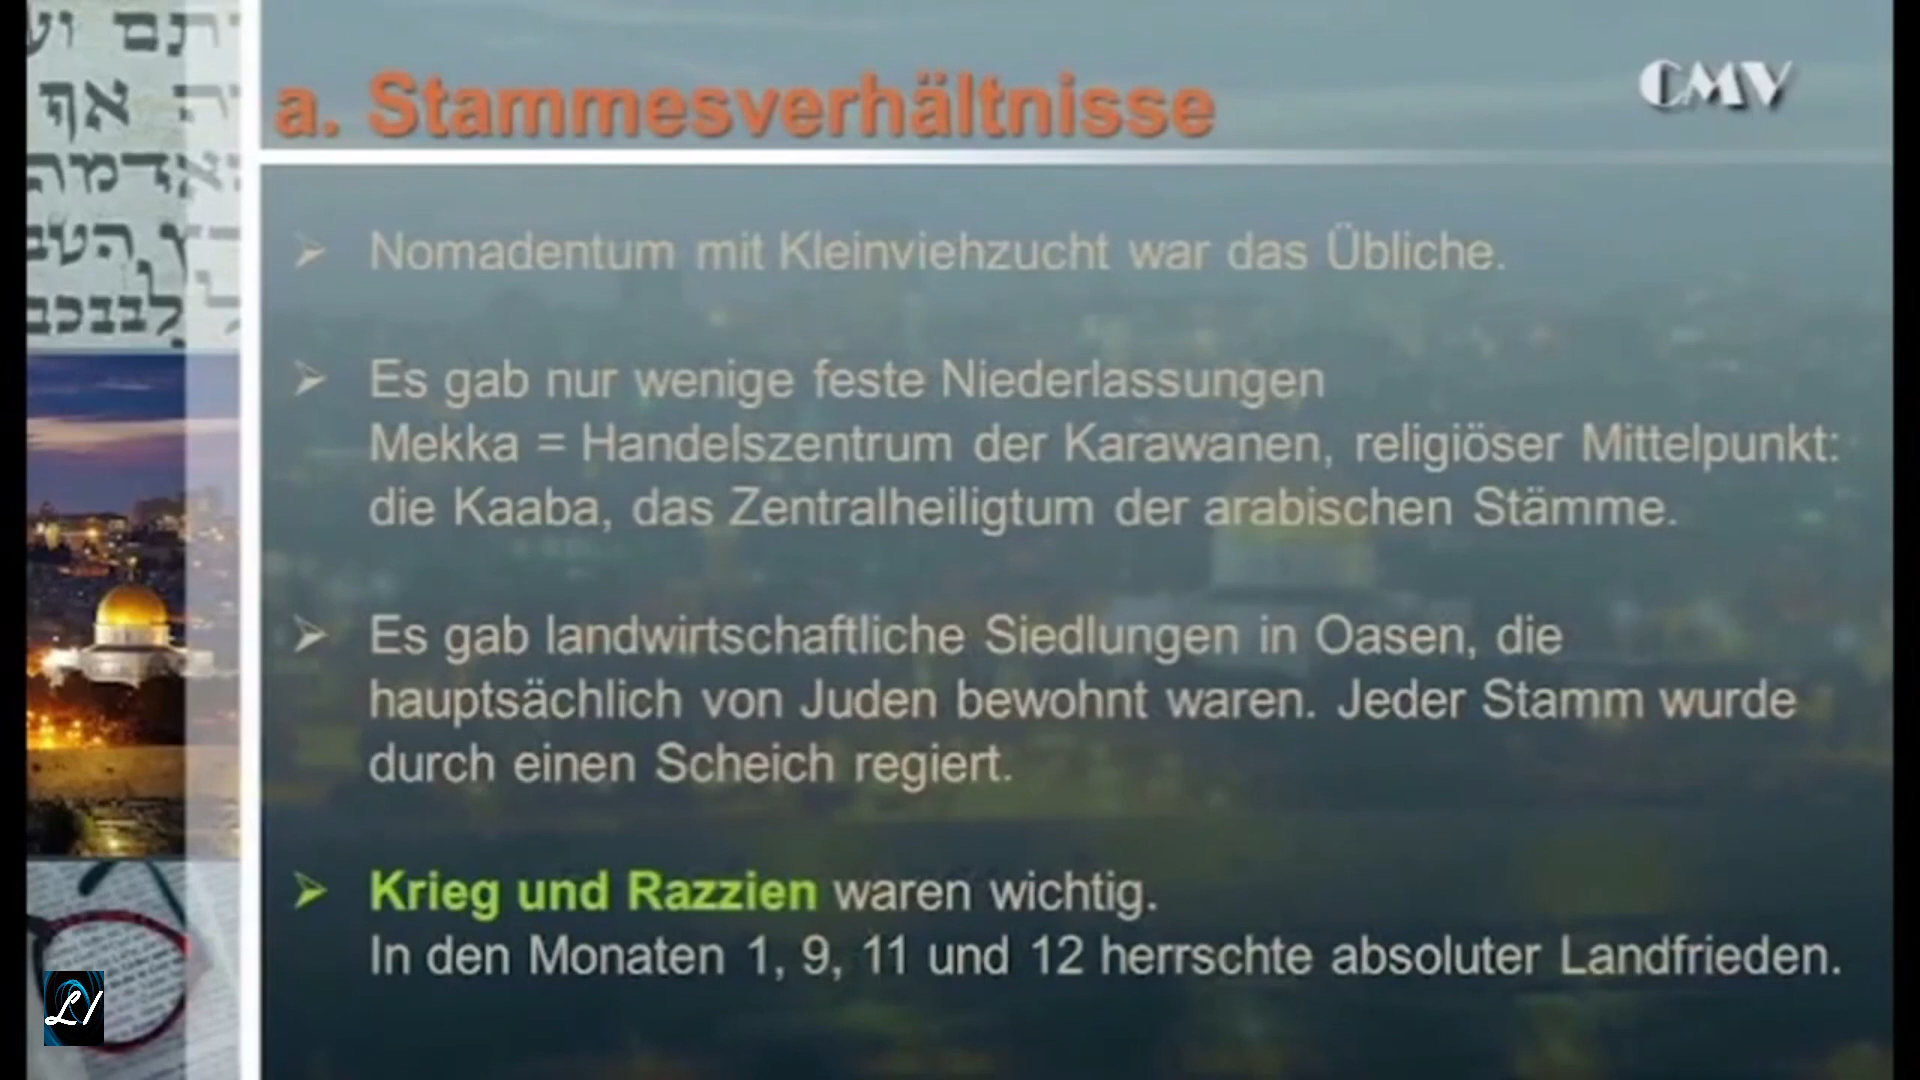 a. Stammesverhältnisse
CMV
Nomadentum mit Kleinviehzucht war das Übliche.
Es gab nur wenige feste Niederlassungen
Mekka = Handelszentrum der Karawanen, religiöser Mittelpunkt:
die Kaaba, das Zentralheiligtum der arabischen Stämme.
Es gab landwirtschaftliche Siedlungen in Oasen, die
hauptsächlich von Juden bewohnt waren. Jeder Stamm wurde
durch einen Scheich regiert.
Krieg und Razzien waren wichtig.
In den Monaten 1, 9, 11 und 12 herrschte absoluter Landfrieden.